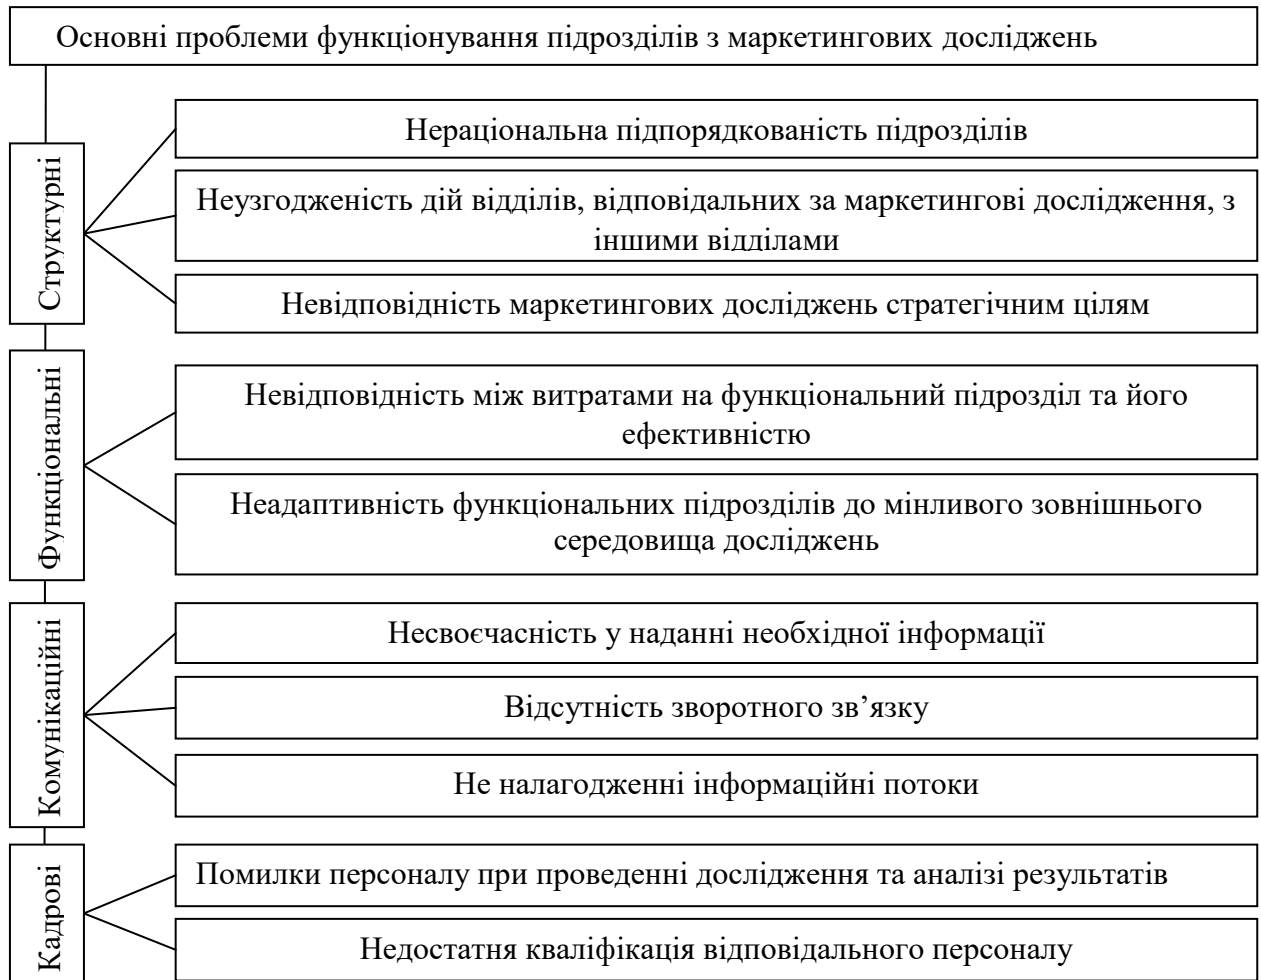 Основні проблеми функціонування підрозділів з маркетингових досліджень
Структурні
Нераціональна підпорядкованість підрозділів
Неузгодженість дій відділів, відповідальних за маркетингові дослідження, з
іншими відділами
Невідповідність маркетингових досліджень стратегічним цілям
Функціональні
Невідповідність між витратами на функціональний підрозділ та його
ефективністю
Неадаптивність функціональних підрозділів до мінливого зовнішнього
середовища досліджень
Комунікаційні
Несвоєчасність у наданні необхідної інформації
Відсутність зворотного зв’язку
Не налагодженні інформаційні потоки
Кадрові
Помилки персоналу при проведенні дослідження та аналізі результатів
Недостатня кваліфікація відповідального персоналу